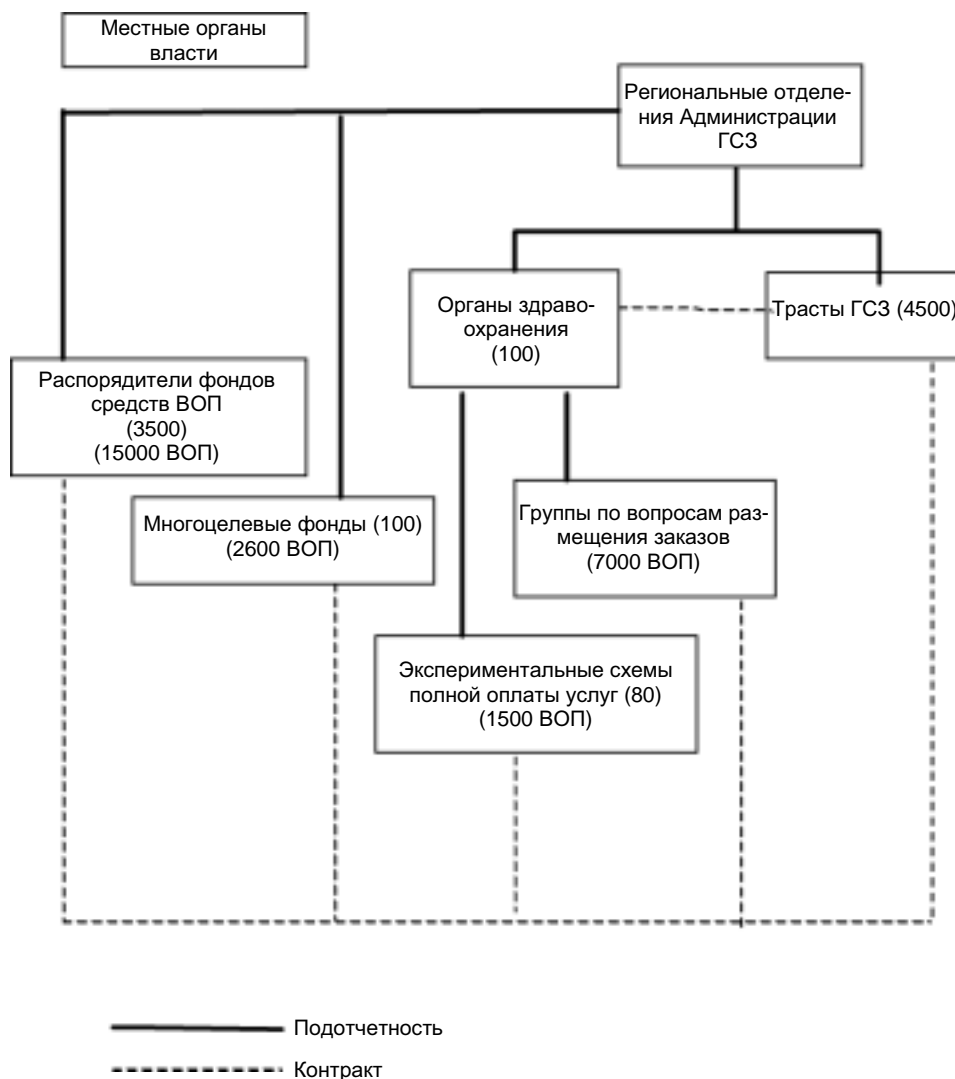 Местные органы
власти
Региональные отделе-
ния Администрации
ГСЗ
Органы здраво-
охранения
(100)
Трасты ГСЗ (4500)
Распорядители фондов
средств ВОП
(3500)
(15000 ВОП)
Многоцелевые фонды (100)
(2600 ВОП)
Группы по вопросам раз-
мещения заказов
(7000 ВОП)
Экспериментальные схемы
полной оплаты услуг (80)
(1500 ВОП)
Подотчетность
Контракт